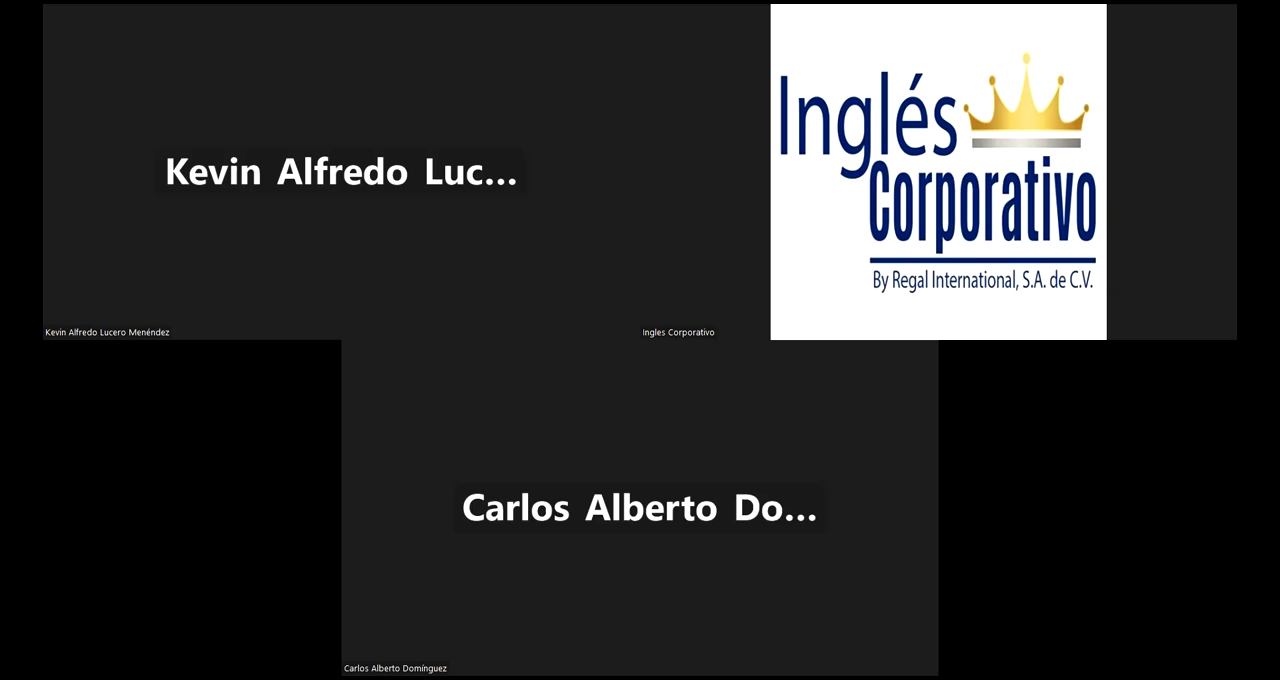 Kevin Alfredo Luc...
Kevin Alfredo Lucero Menéndez
Inglés
Corporativo
By Regal International, S.A. de C.V.
Ingles Corporativo
Carlos Alberto Do...
Carlos Alberto Domínguez